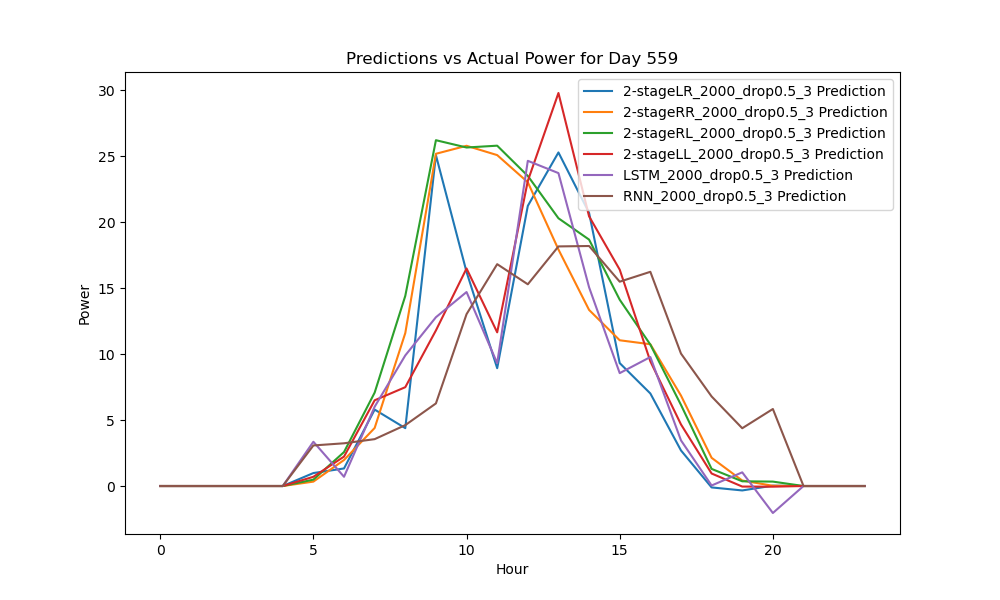 Predictions vs Actual Power for Day 559
2-stageLR_2000_drop0.5_3 Prediction
2-stageRR_2000_drop0.5_3 Prediction
2-stageRL_2000_drop0.5_3 Prediction
2-stageLL_2000_drop0.5_3 Prediction
LSTM_2000_drop0.5_3 Prediction
RNN_2000_drop0.5_3 Prediction
30
25
20
15
10
5
0
Power
0 5 10 15 20
Hour